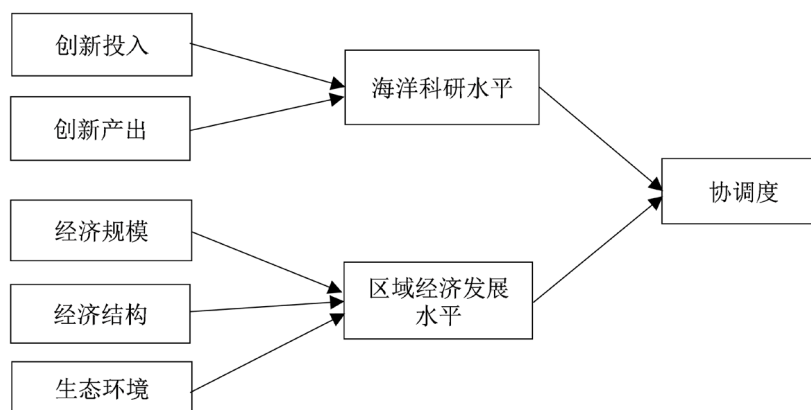 创新投入
创新产出
海洋科研水平
经济规模
经济结构
生态环境
区域经济发展
水平
协调度